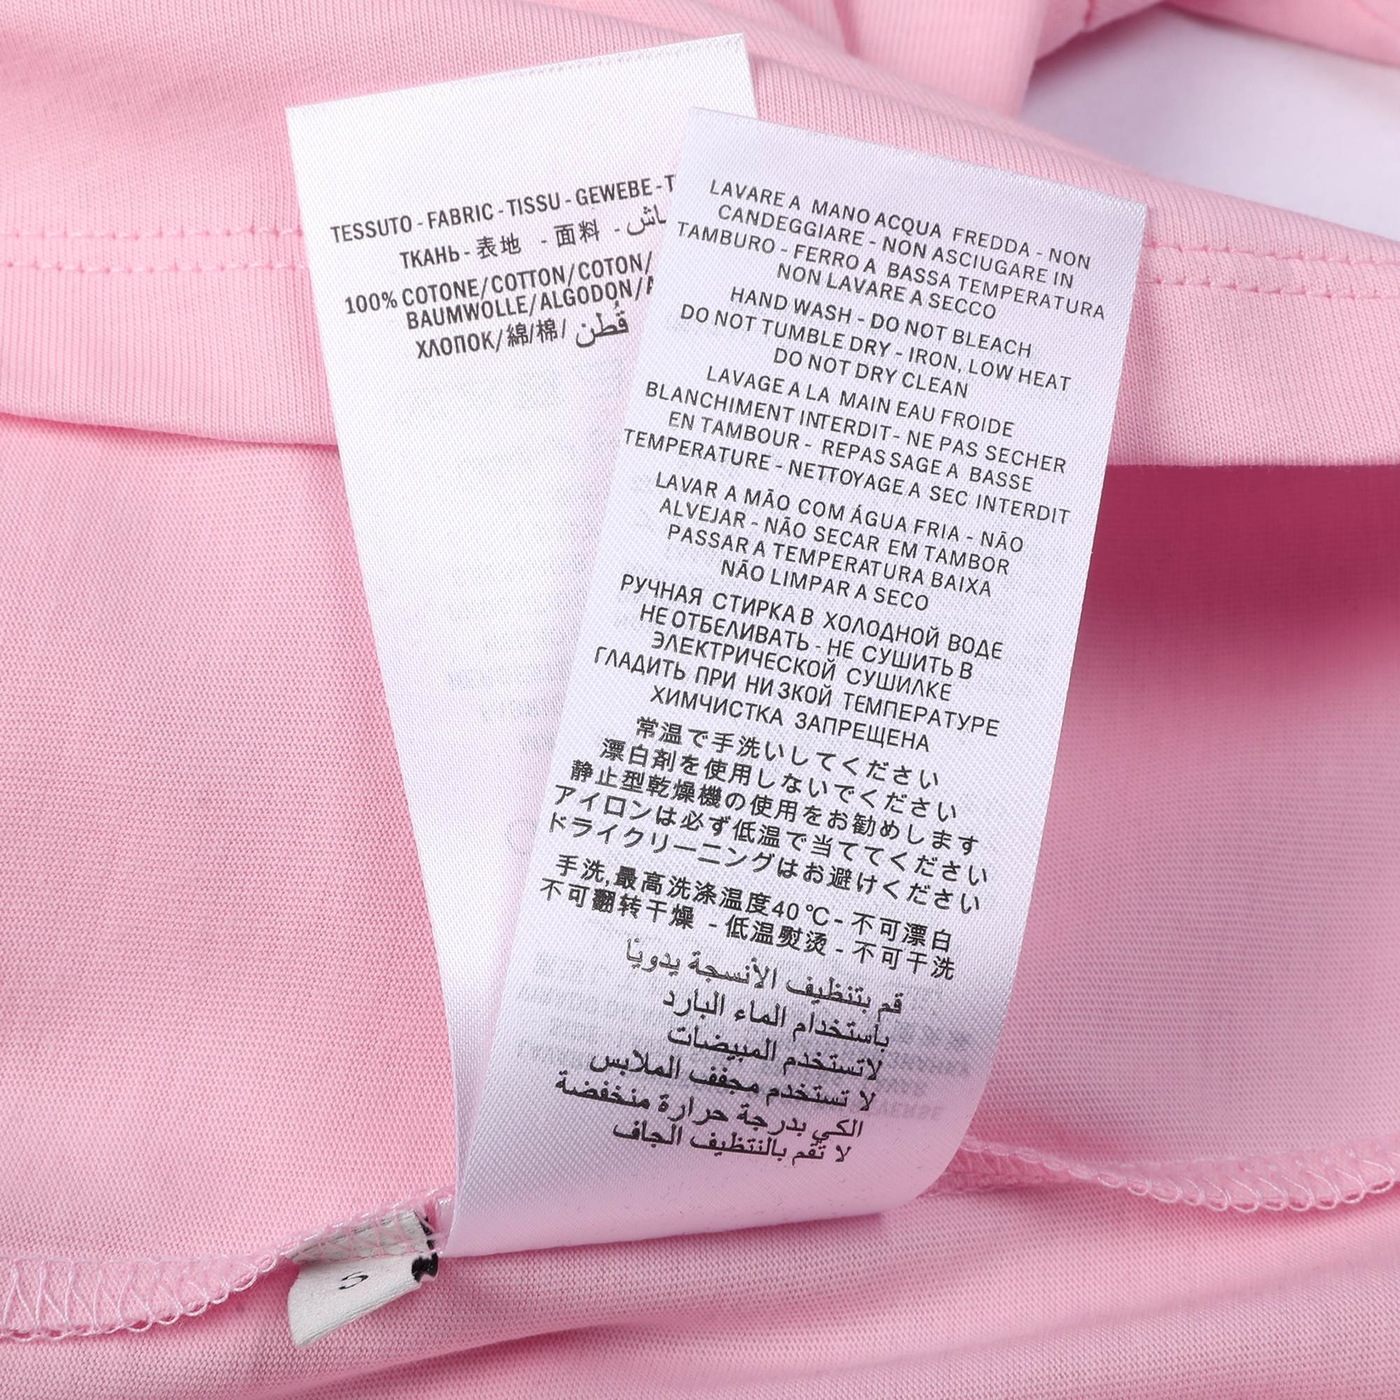 TESSUTO - FABRIC - TISSU - GEWEBE - T
ТКАНЬ - 表地 - 面料 -
100% COTONE/COTTON/COTON/
BAUMWOLLE/ALGODON/
ХЛОПОК/綿/棉/ قُطن
LAVARE A MANO ACQUA FREDDA - NON
CANDEGGIARE - NON ASCIUGARE IN
TAMBURO - FERRO A BASSA TEMPERATURA
NON LAVARE A SECCO
HAND WASH - DO NOT BLEACH
DO NOT TUMBLE DRY - IRON, LOW HEAT
DO NOT DRY CLEAN
LAVAGE A LA MAIN EAU FROIDE
BLANCHIMENT INTERDIT - NE PAS SECHER
EN TAMBOUR - REPASSAGE A BASSE
TEMPERATURE - NETTOYAGE A SEC INTERDIT
LAVAR A MÃO COM ÁGUA FRIA - NÃO
ALVEJAR - NÃO SECAR EM TAMBOR
PASSAR A TEMPERATURA BAIXA
NÃO LIMPAR A SECO
РУЧНАЯ СТИРКА В ХОЛОДНОЙ ВОДЕ
НЕ ОТБЕЛИВАТЬ - НЕ СУШИТЬ В
ЭЛЕКТРИЧЕСКОЙ СУШИЛКЕ
ГЛАДИТЬ ПРИ НИЗКОЙ ТЕМПЕРАТУРЕ
ХИМЧИСТКА ЗАПРЕЩЕНА
常温で手洗いしてください
漂白剤を使用しないでください
静止型乾燥機の使用をお勧めします
アイロンは必ず低温で当ててください
ドライクリーニングはお避けください
手洗,最高洗涤温度40℃ - 不可漂白
不可翻转干燥 - 低温熨烫 - 不可干洗
قم بتنظيف الأنسجة يدويًا
باستخدام الماء البارد
لاتستخدم المبيضات
لا تستخدم مجفف الملابس
الكي بدرجة حرارة منخفضة
لا تقم بالتنظيف الجاف
S